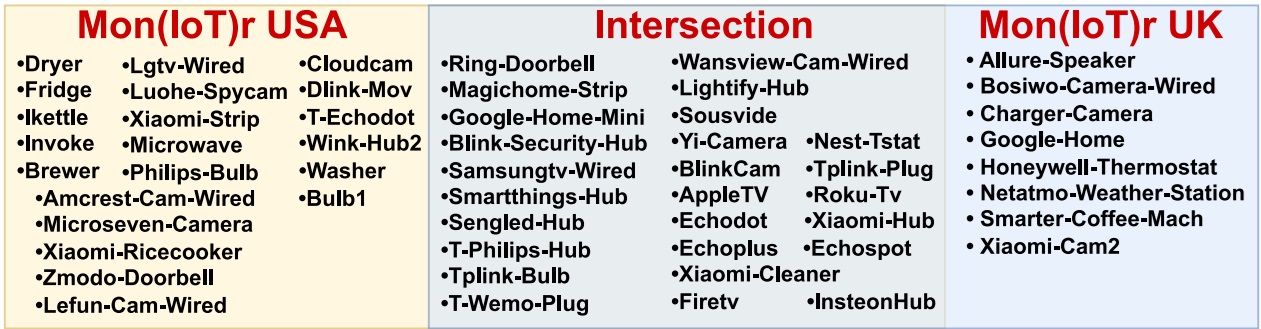 Mon(IoT)r USA
•Dryer
•Fridge
•Ikettle
•Invoke
•Brewer
•Lgtv-Wired
•Luohe-Spycam
•Xiaomi-Strip
•Microwave
•Philips-Bulb
•Cloudcam
•Dlink-Mov
•T-Echodot
•Wink-Hub2
•Washer
•Bulb1
•Amcrest-Cam-Wired
•Microseven-Camera
•Xiaomi-Ricecooker
•Zmodo-Doorbell
•Lefun-Cam-Wired
Intersection
•Ring-Doorbell
•Magichome-Strip
•Google-Home-Mini
•Blink-Security-Hub
•Samsungtv-Wired
•Smartthings-Hub
•Sengled-Hub
•T-Philips-Hub
•Tplink-Bulb
•T-Wemo-Plug
•Wansview-Cam-Wired
•Lightify-Hub
•Sousvide
•Yi-Camera
•BlinkCam
•AppleTV
•Echodot
•Echoplus
•Xiaomi-Cleaner
•Firetv
•Nest-Tstat
•Tplink-Plug
•Roku-Tv
•Xiaomi-Hub
•Echospot
•InsteonHub
Mon(IoT)r UK
• Allure-Speaker
• Bosiwo-Camera-Wired
• Charger-Camera
• Google-Home
• Honeywell-Thermostat
• Netatmo-Weather-Station
• Smarter-Coffee-Mach
• Xiaomi-Cam2